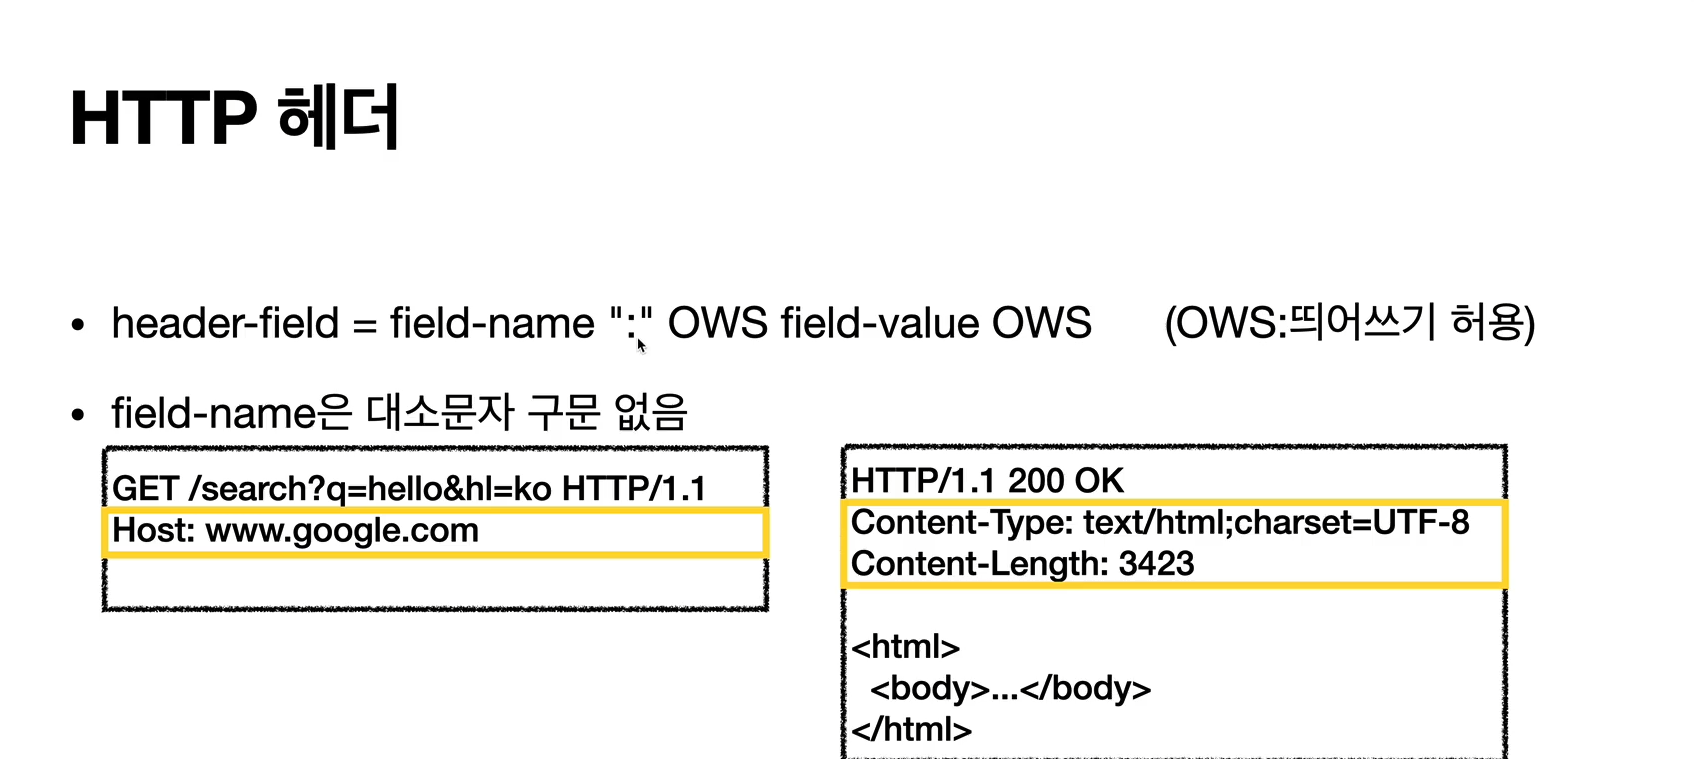 HTTP 헤더
• header-field = field-name ":" OWS field-value OWS (OWS:띄어쓰기 허용)
• field-name은 대소문자 구문 없음
GET /search?q=hello&hl=ko HTTP/1.1
Host: www.google.com
HTTP/1.1 200 OK
Content-Type: text/html;charset=UTF-8
Content-Length: 3423
<html>
<body>...</body>
</html>